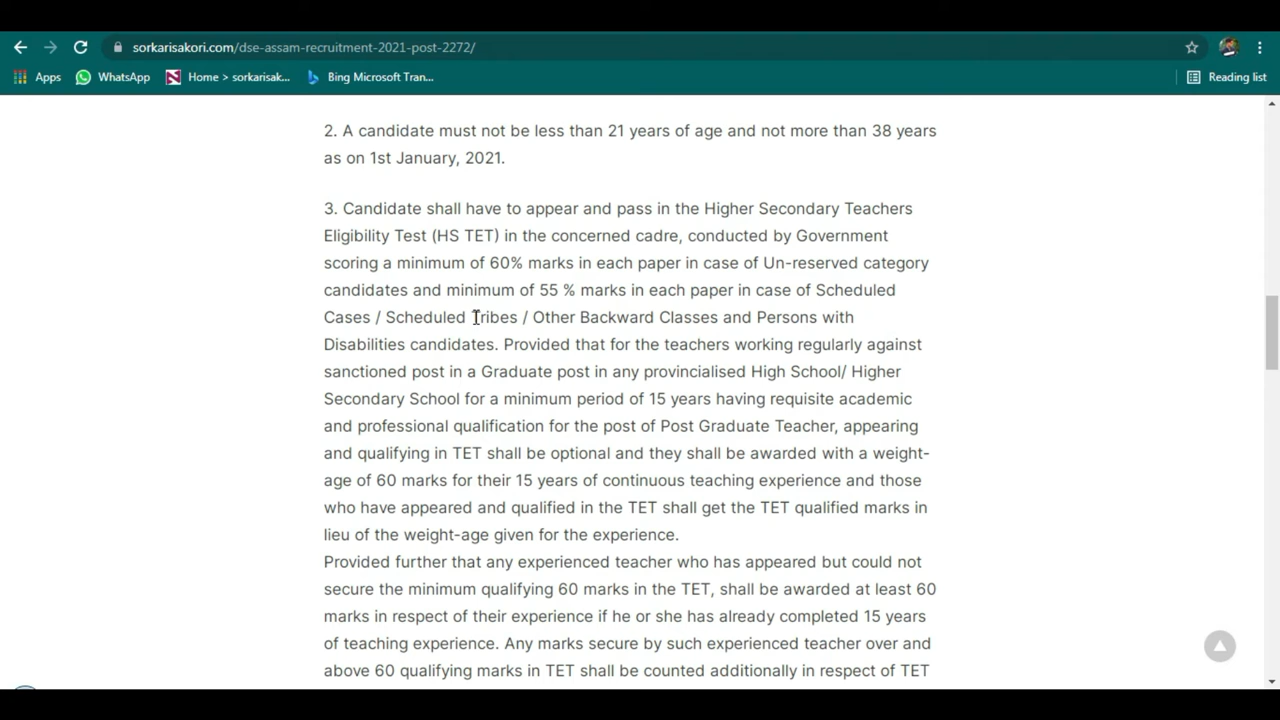 sorkarisakori.com/dse-assam-recruitment-2021-post-2272/
Apps WhatsApp Home > sorkarisak... Bing Microsoft Tran... Reading list
2. A candidate must not be less than 21 years of age and not more than 38 years
as on 1st January, 2021.
3. Candidate shall have to appear and pass in the Higher Secondary Teachers
Eligibility Test (HS TET) in the concerned cadre, conducted by Government
scoring a minimum of 60% marks in each paper in case of Un-reserved category
candidates and minimum of 55 % marks in each paper in case of Scheduled
Cases / Scheduled Tribes / Other Backward Classes and Persons with
Disabilities candidates. Provided that for the teachers working regularly against
sanctioned post in a Graduate post in any provincialised High School/ Higher
Secondary School for a minimum period of 15 years having requisite academic
and professional qualification for the post of Post Graduate Teacher, appearing
and qualifying in TET shall be optional and they shall be awarded with a weight-
age of 60 marks for their 15 years of continuous teaching experience and those
who have appeared and qualified in the TET shall get the TET qualified marks in
lieu of the weight-age given for the experience.
Provided further that any experienced teacher who has appeared but could not
secure the minimum qualifying 60 marks in the TET, shall be awarded at least 60
marks in respect of their experience if he or she has already completed 15 years
of teaching experience. Any marks secure by such experienced teacher over and
above 60 qualifying marks in TET shall be counted additionally in respect of TET